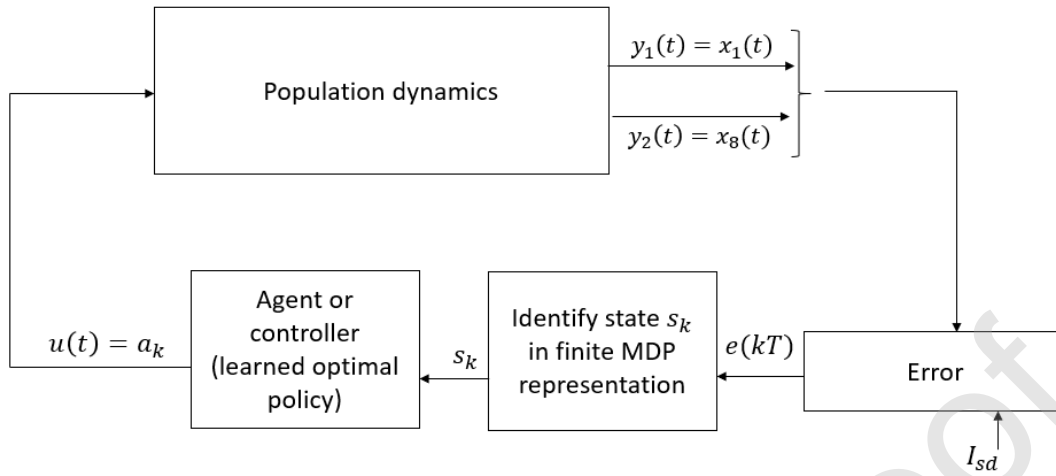 y₁(t) = x₁(t)
Population dynamics
y₂(t) = x₈(t)
Agent or
controller
(learned optimal
policy)
Identify state sₖ
in finite MDP
representation
u(t) = aₖ
sₖ
e(kT)
Error
I_sd
of